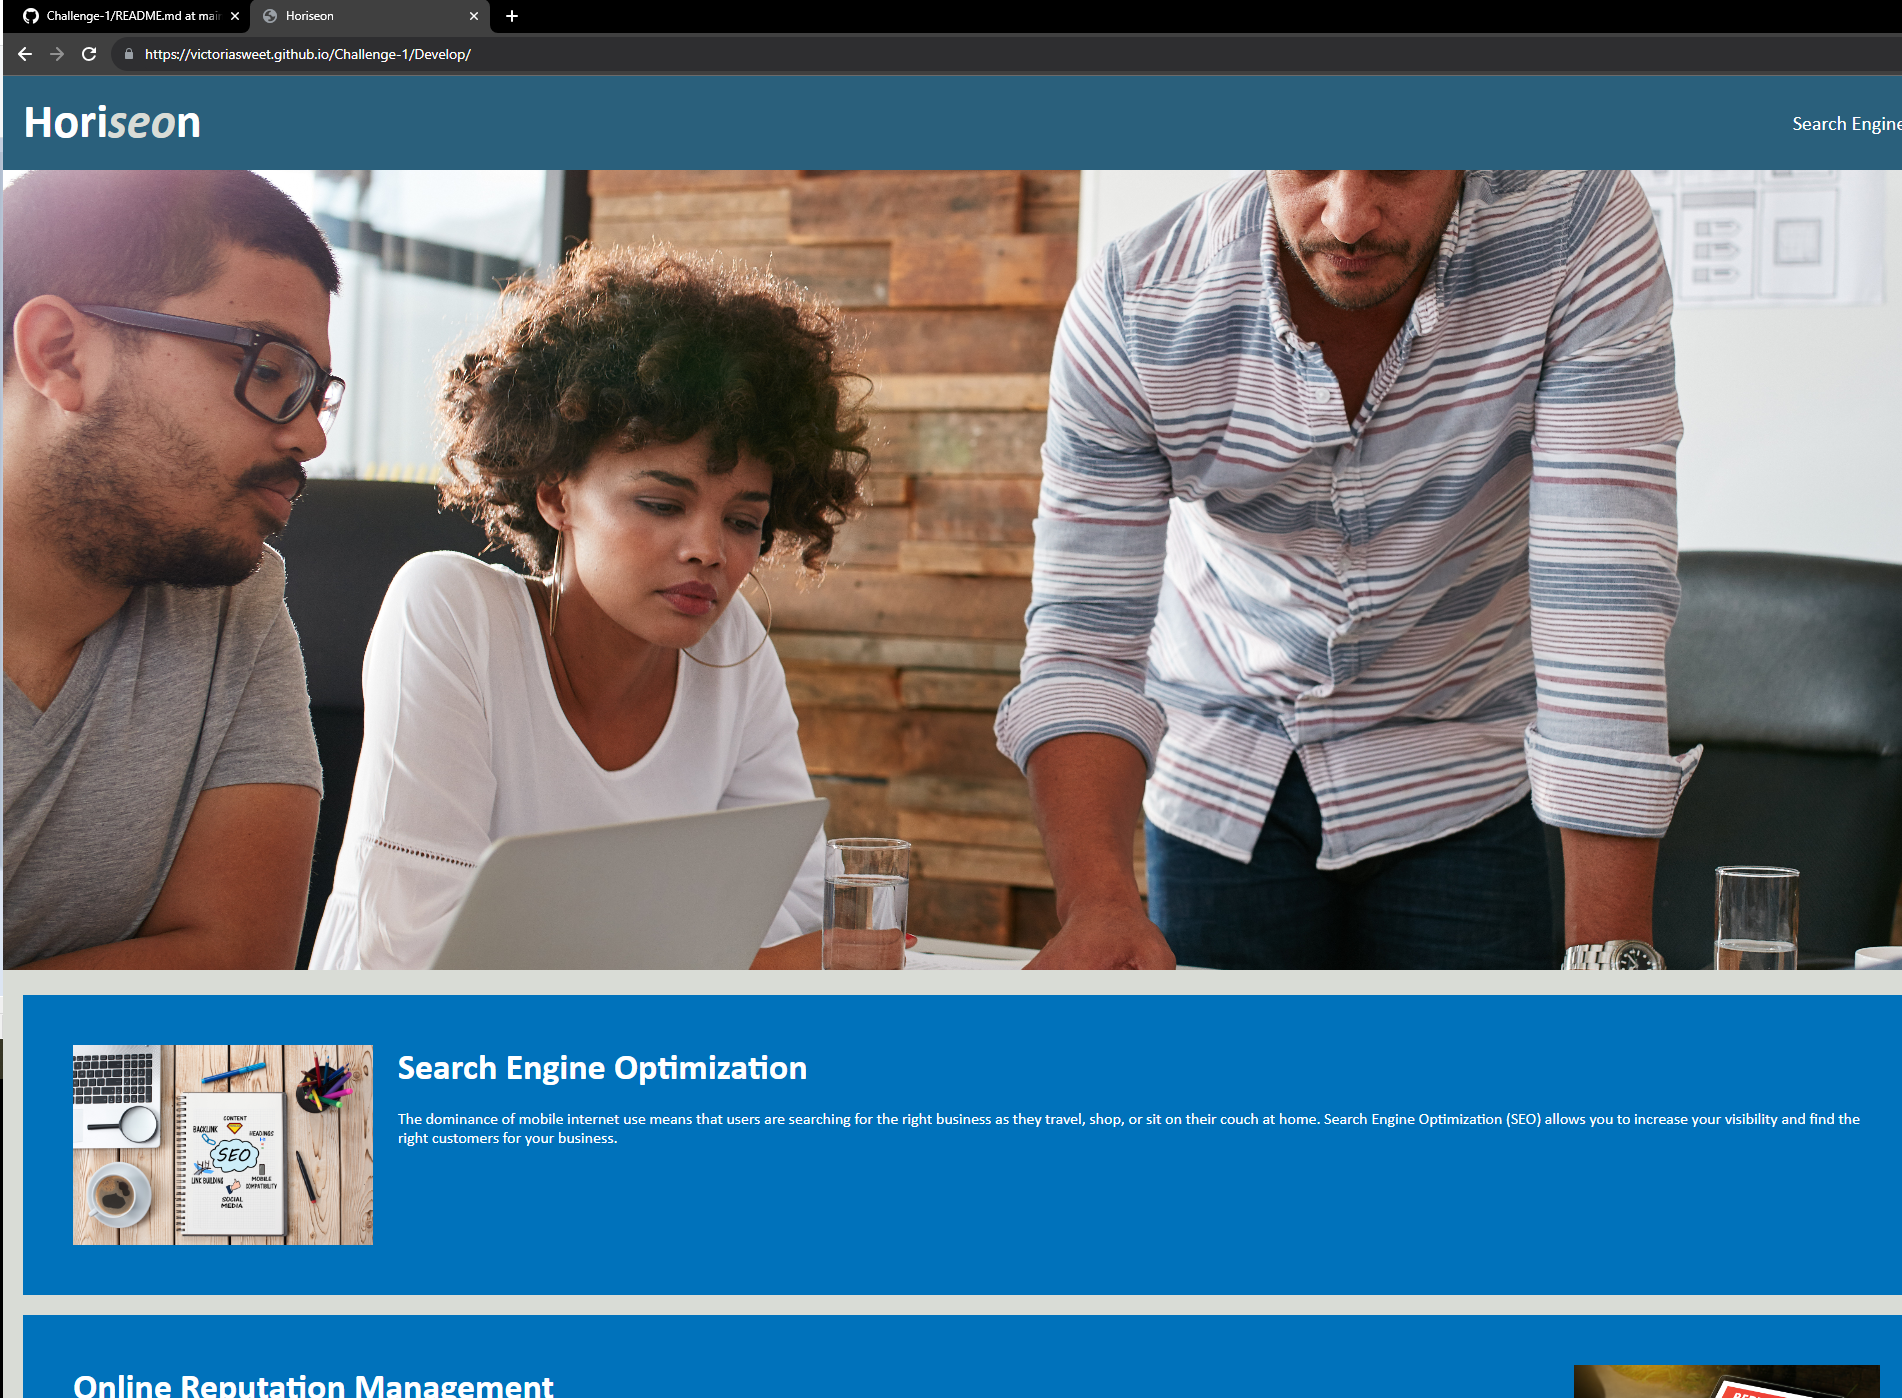 Challenge-1/README.md at mai
Horiseon
https://victoriasweet.github.io/Challenge-1/Develop/
Horiseon
Search Engine
Search Engine Optimization
The dominance of mobile internet use means that users are searching for the right business as they travel, shop, or sit on their couch at home. Search Engine Optimization (SEO) allows you to increase your visibility and find the
right customers for your business.
CONTENT
BACKLINK
HEADINGS
SEO
LINK BUILDING
MOBILE
COMPATIBILITY
SOCIAL
MEDIA
Online Reputation Management